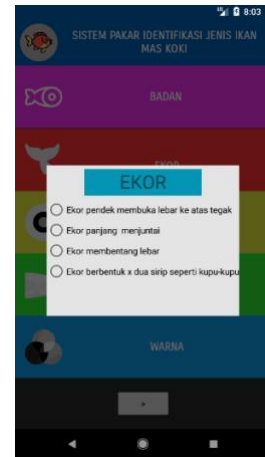 8:03
SISTEM PAKAR IDENTIFIKASI JENIS IKAN
MAS KOKI
BADAN
EKOR
EKOR
Ekor pendek membuka lebar ke atas tegak
Ekor panjang menjuntai
Ekor membentang lebar
Ekor berbentuk x dua sirip seperti kupu-kupu
WARNA